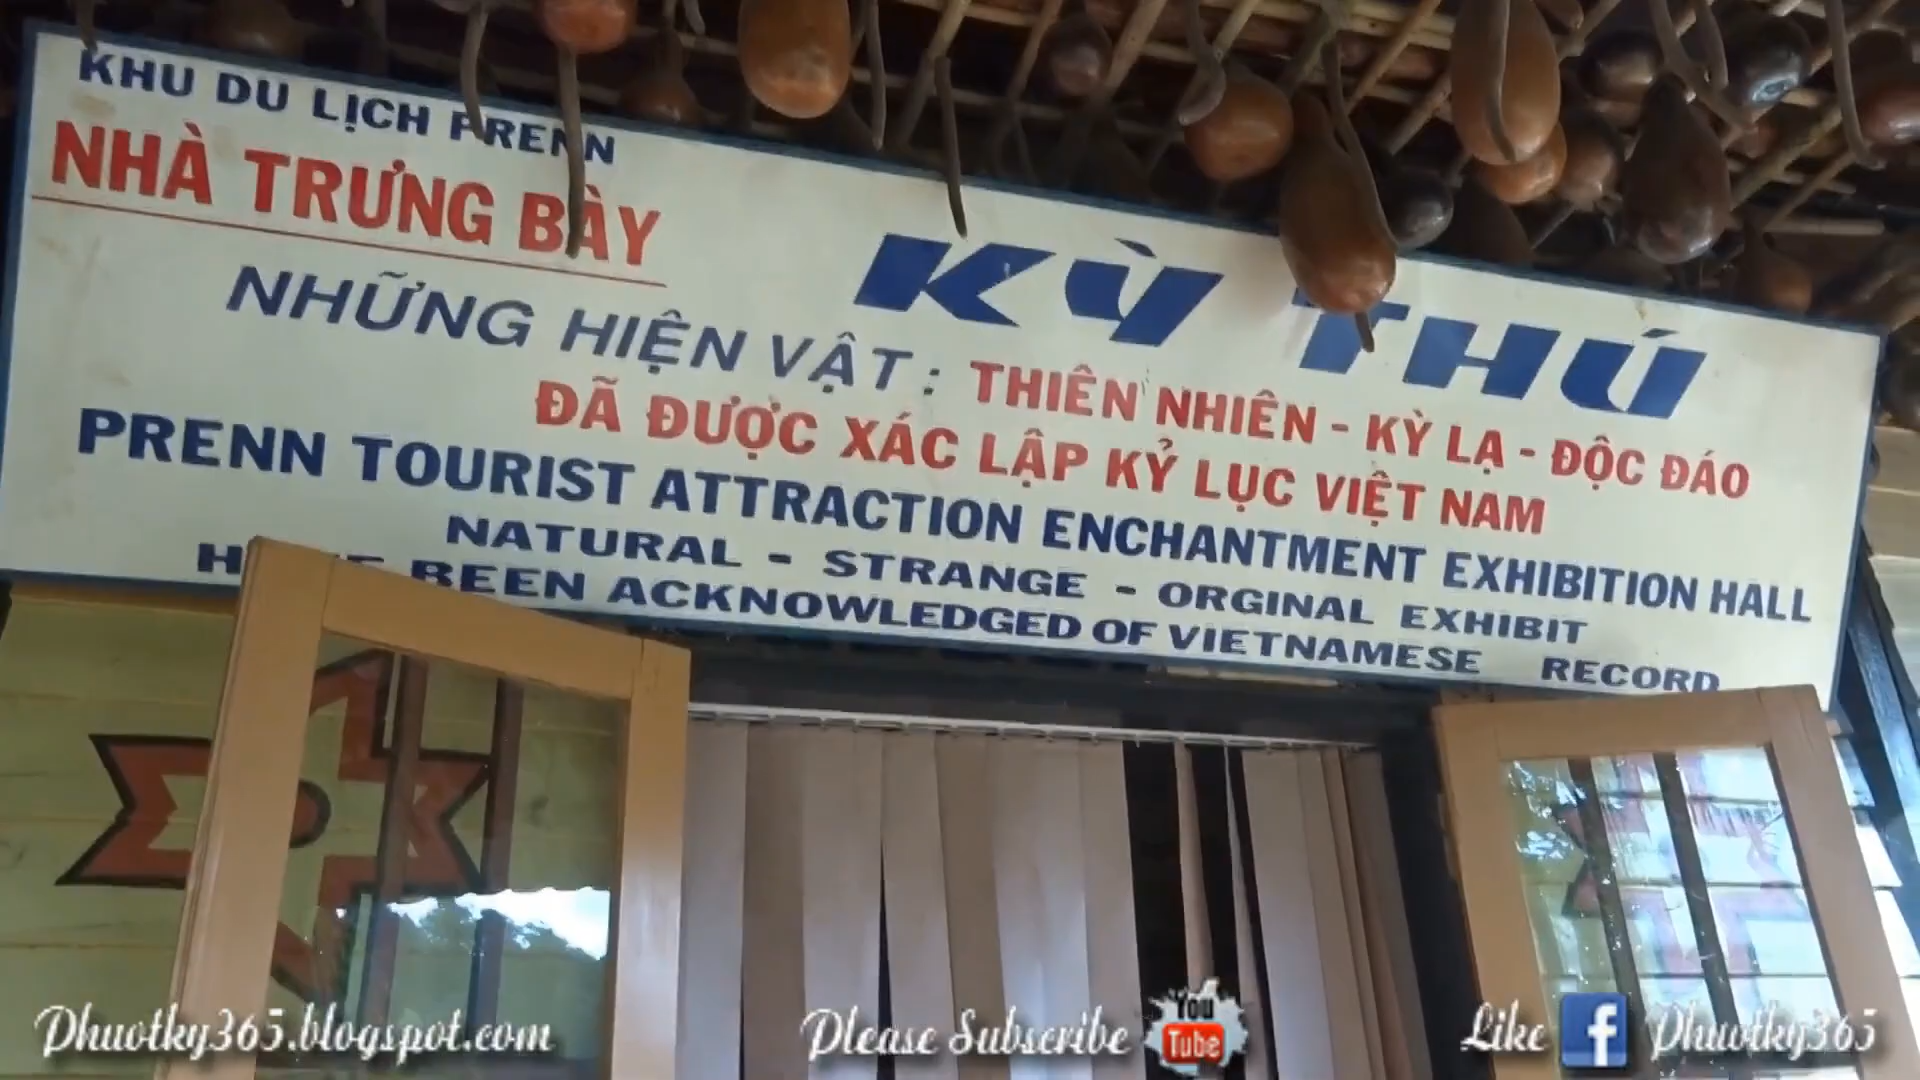 KHU DU LỊCH PRENN
NHÀ TRƯNG BÀY
KỲ THÚ
NHỮNG HIỆN VẬT : THIÊN NHIÊN - KỲ LẠ - ĐỘC ĐÁO
ĐÃ ĐƯỢC XÁC LẬP KỶ LỤC VIỆT NAM
PRENN TOURIST ATTRACTION ENCHANTMENT EXHIBITION HALL
NATURAL - STRANGE - ORGINAL EXHIBIT
BEEN ACKNOWLEDGED OF VIETNAMESE RECORD
Phuotky365.blogspot.com
Please Subscribe You Tube
Like f Phuotky365